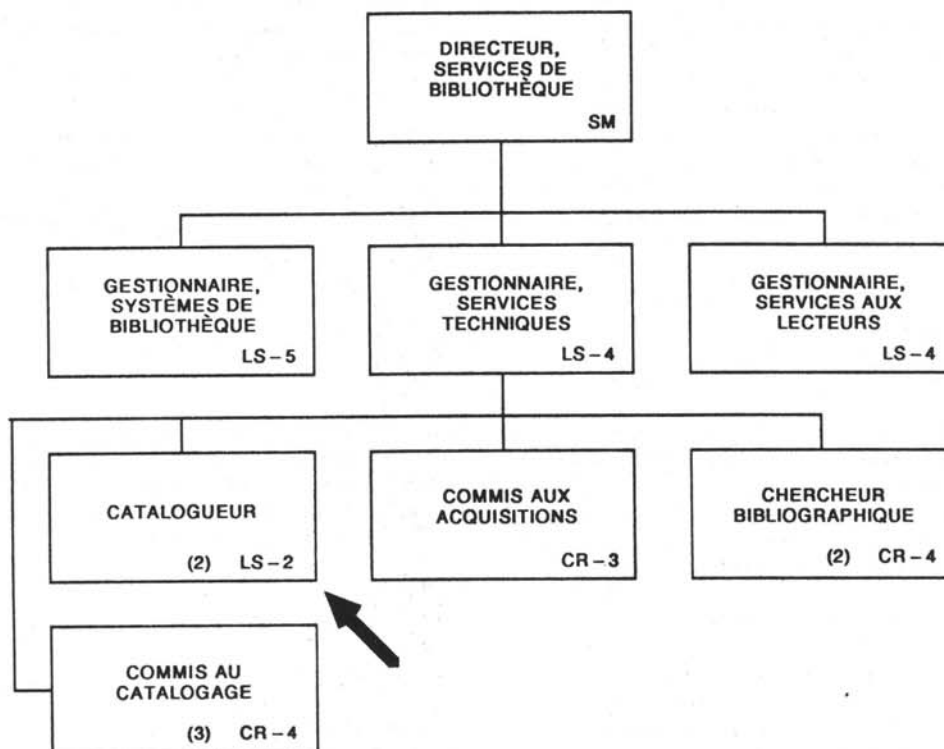 DIRECTEUR,
SERVICES DE
BIBLIOTHÈQUE
SM
GESTIONNAIRE,
SYSTÈMES DE
BIBLIOTHÈQUE
LS – 5
GESTIONNAIRE,
SERVICES
TECHNIQUES
LS – 4
GESTIONNAIRE,
SERVICES AUX
LECTEURS
LS – 4
CATALOGUEUR
(2) LS – 2
COMMIS AUX
ACQUISITIONS
CR – 3
CHERCHEUR
BIBLIOGRAPHIQUE
(2) CR – 4
COMMIS AU
CATALOGAGE
(3) CR – 4